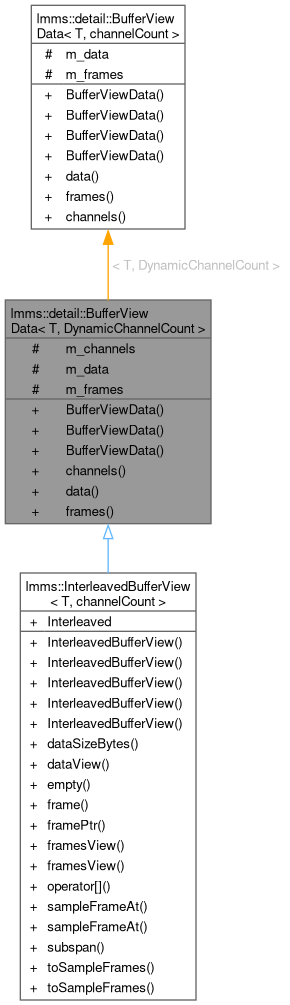 lmms::detail::BufferView
Data< T, channelCount >
# m_data
# m_frames
+ BufferViewData()
+ BufferViewData()
+ BufferViewData()
+ BufferViewData()
+ data()
+ frames()
+ channels()
< T, DynamicChannelCount >
lmms::detail::BufferView
Data< T, DynamicChannelCount >
# m_channels
# m_data
# m_frames
+ BufferViewData()
+ BufferViewData()
+ BufferViewData()
+ channels()
+ data()
+ frames()
lmms::InterleavedBufferView
< T, channelCount >
+ Interleaved
+ InterleavedBufferView()
+ InterleavedBufferView()
+ InterleavedBufferView()
+ InterleavedBufferView()
+ InterleavedBufferView()
+ dataSizeBytes()
+ dataView()
+ empty()
+ frame()
+ framePtr()
+ framesView()
+ framesView()
+ operator[]()
+ sampleFrameAt()
+ sampleFrameAt()
+ subspan()
+ toSampleFrames()
+ toSampleFrames()